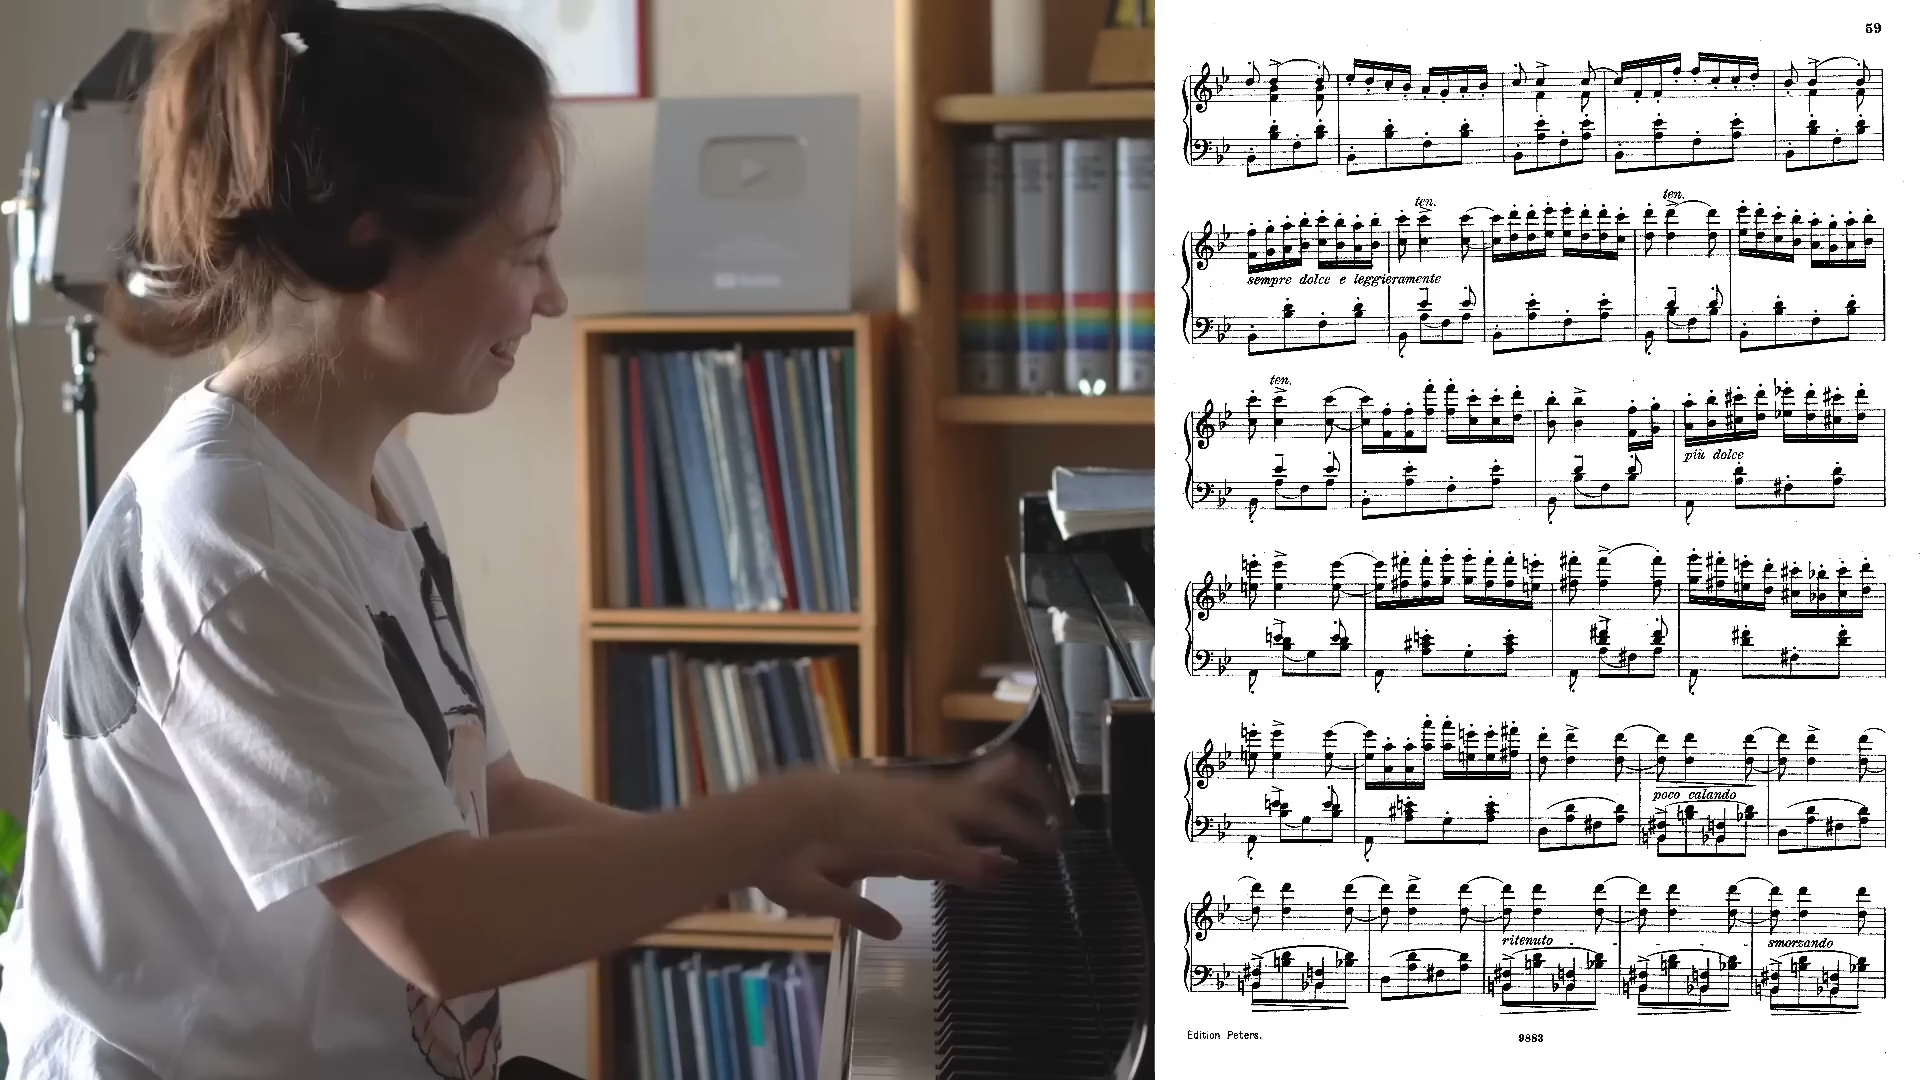 59
ten.
ten.
sempre dolce e leggieramente
ten.
più dolce
poco calando
ritenuto
smorzando
Edition Peters.
9883